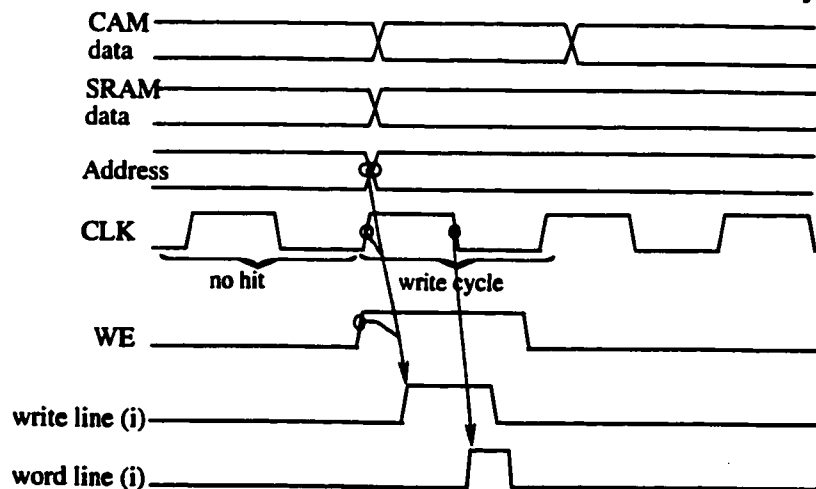 CAM
data
SRAM
data
Address
CLK
no hit
write cycle
WE
write line (i)
word line (i)